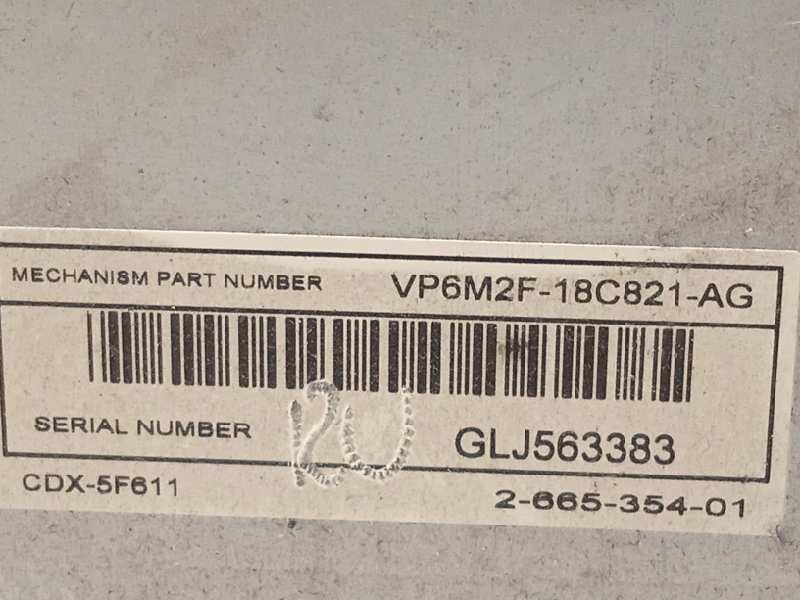 MECHANISM PART NUMBER VP6M2F-18C821-AG
SERIAL NUMBER GLJ563383
CDX-5F611 2-665-354-01